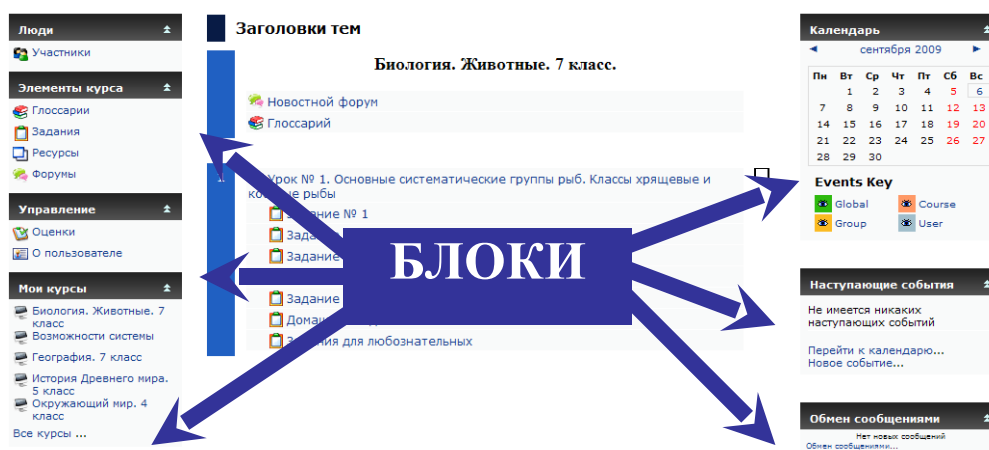 Люди
Участники
Элементы курса
Глоссарии
Задания
Ресурсы
Форумы
Управление
Оценки
О пользователе
Мои курсы
Биология. Животные. 7
класс
Возможности системы
География. 7 класс
История Древнего мира.
5 класс
Окружающий мир. 4
класс
Все курсы ...
Заголовки тем
Биология. Животные. 7 класс.
Новостной форум
Глоссарий
1
Урок № 1. Основные систематические группы рыб. Классы хрящевые и
рыбы
№ 1
Задание
Задание
Для любознательных
БЛОКИ
Календарь
сентября 2009
Пн Вт Ср Чт Пт Сб Вс
1 2 3 4 5 6
7 8 9 10 11 12 13
14 15 16 17 18 19 20
21 22 23 24 25 26 27
28 29 30
Events Key
Global Course
Group User
Наступающие события
Не имеется никаких
наступающих событий
Перейти к календарю...
Новое событие...
Обмен сообщениями
Нет новых сообщений
Обмен сообщениями...